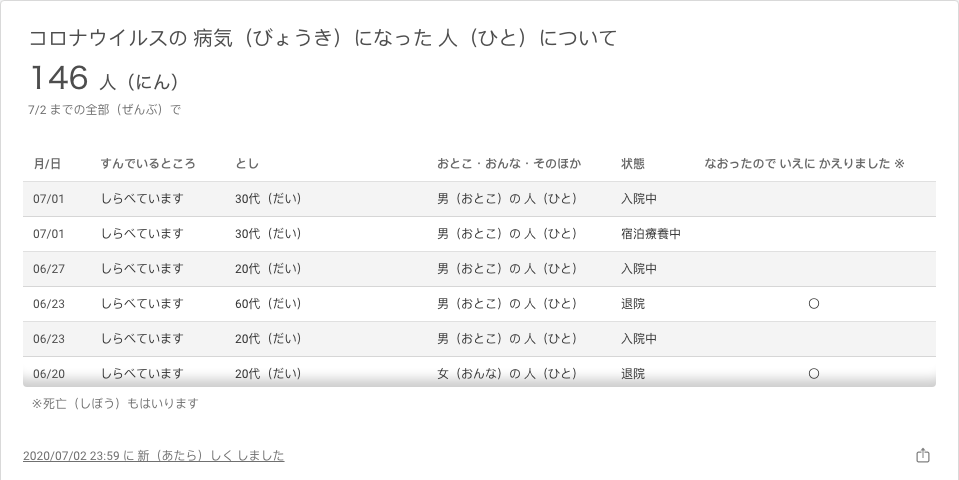 コロナウイルスの 病気（びょうき）になった 人（ひと）について
146 人（にん）
7/2 までの全部（ぜんぶ）で
月/日 すんでいるところ とし おとこ・おんな・そのほか 状態 なおったので いえに かえりました ※
07/01 しらべています 30代（だい） 男（おとこ）の 人（ひと） 入院中
07/01 しらべています 30代（だい） 男（おとこ）の 人（ひと） 宿泊療養中
06/27 しらべています 20代（だい） 男（おとこ）の 人（ひと） 入院中
06/23 しらべています 60代（だい） 男（おとこ）の 人（ひと） 退院 〇
06/23 しらべています 20代（だい） 男（おとこ）の 人（ひと） 入院中
06/20 しらべています 20代（だい） 女（おんな）の 人（ひと） 退院 〇
※死亡（しぼう）もはいります
2020/07/02 23:59 に 新（あたら）しく しました